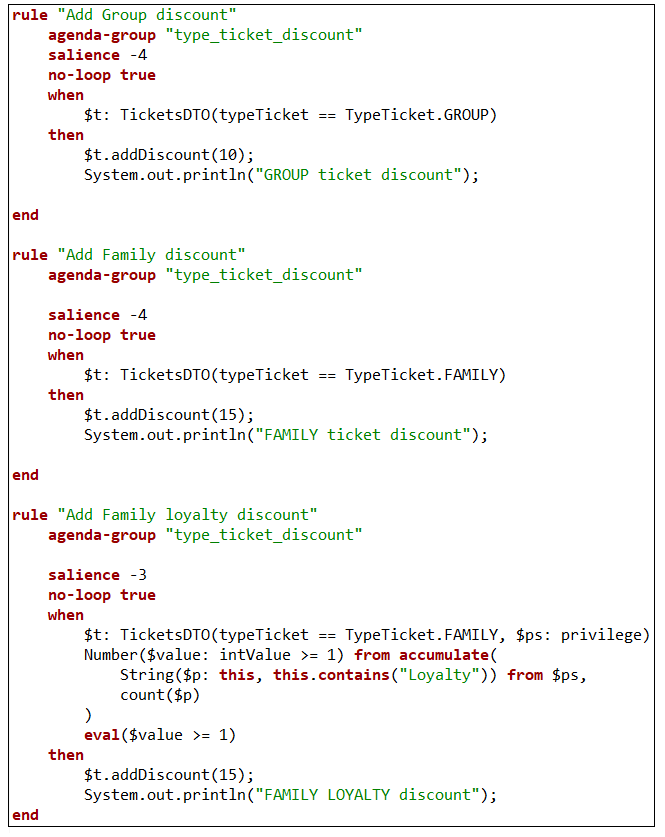 rule "Add Group discount"
    agenda-group "type_ticket_discount"
    salience -4
    no-loop true
    when
        $t: TicketsDTO(typeTicket == TypeTicket.GROUP)
    then
        $t.addDiscount(10);
        System.out.println("GROUP ticket discount");

end

rule "Add Family discount"
    agenda-group "type_ticket_discount"

    salience -4
    no-loop true
    when
        $t: TicketsDTO(typeTicket == TypeTicket.FAMILY)
    then
        $t.addDiscount(15);
        System.out.println("FAMILY ticket discount");

end

rule "Add Family loyalty discount"
    agenda-group "type_ticket_discount"

    salience -3
    no-loop true
    when
        $t: TicketsDTO(typeTicket == TypeTicket.FAMILY, $ps: privilege)
        Number($value: intValue >= 1) from accumulate(
            String($p: this, this.contains("Loyalty")) from $ps,
            count($p)
        )
        eval($value >= 1)
    then
        $t.addDiscount(15);
        System.out.println("FAMILY LOYALTY discount");
end